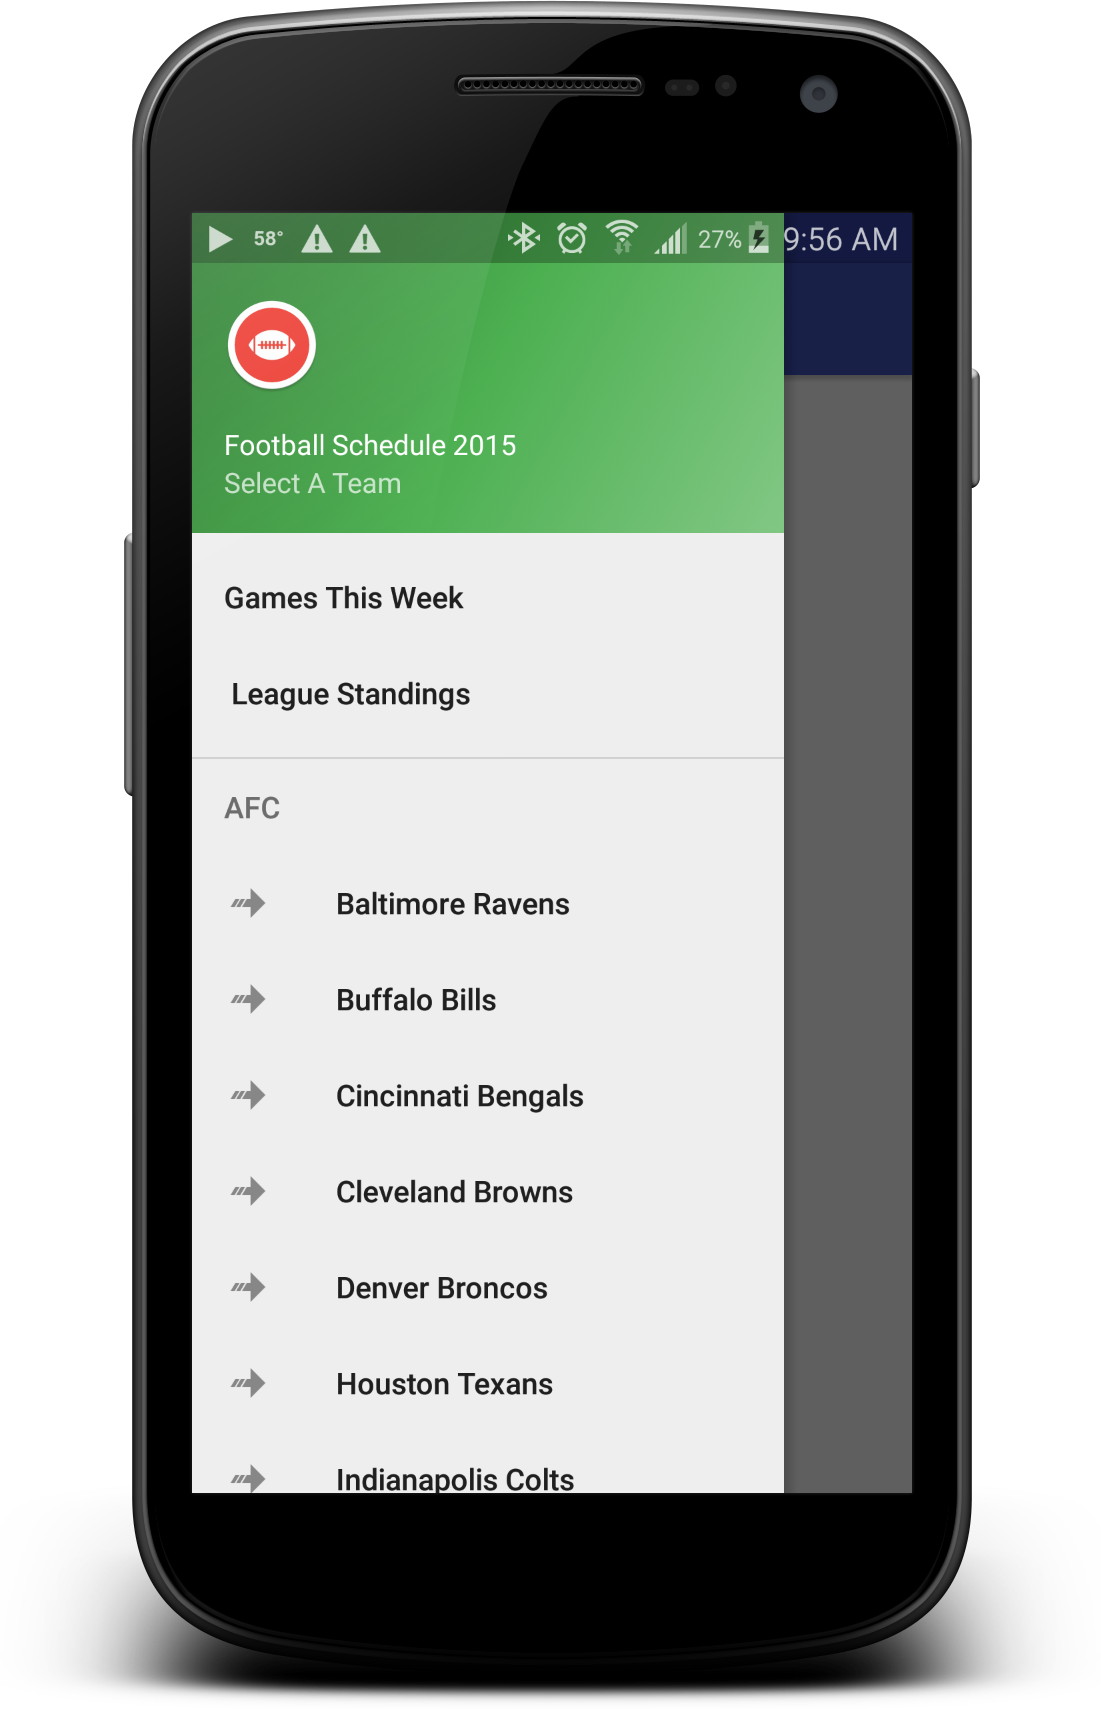 58° 27% 9:56 AM
Football Schedule 2015
Select A Team
Games This Week
League Standings
AFC
Baltimore Ravens
Buffalo Bills
Cincinnati Bengals
Cleveland Browns
Denver Broncos
Houston Texans
Indianapolis Colts